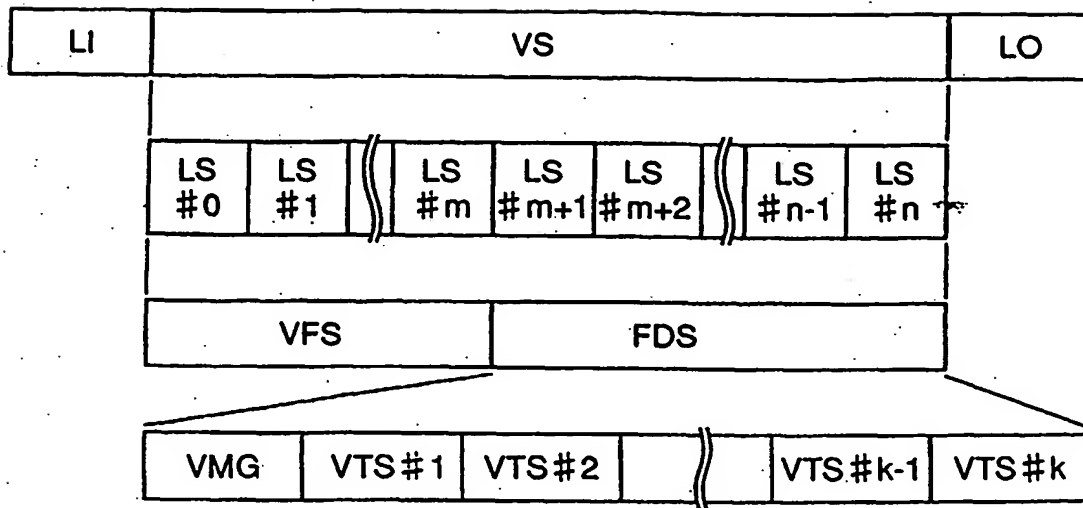 LI VS LO
LS LS LS LS LS LS LS
#0 #1 #m #m+1 #m+2 #n-1 #n
VFS FDS
VMG VTS#1 VTS#2 VTS#k-1 VTS#k